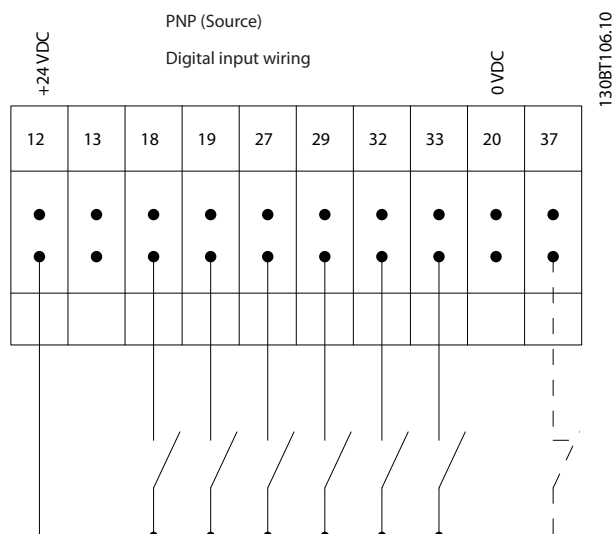 PNP (Source)
Digital input wiring
+24 VDC
0 VDC
130BT106.10
12 13 18 19 27 29 32 33 20 37